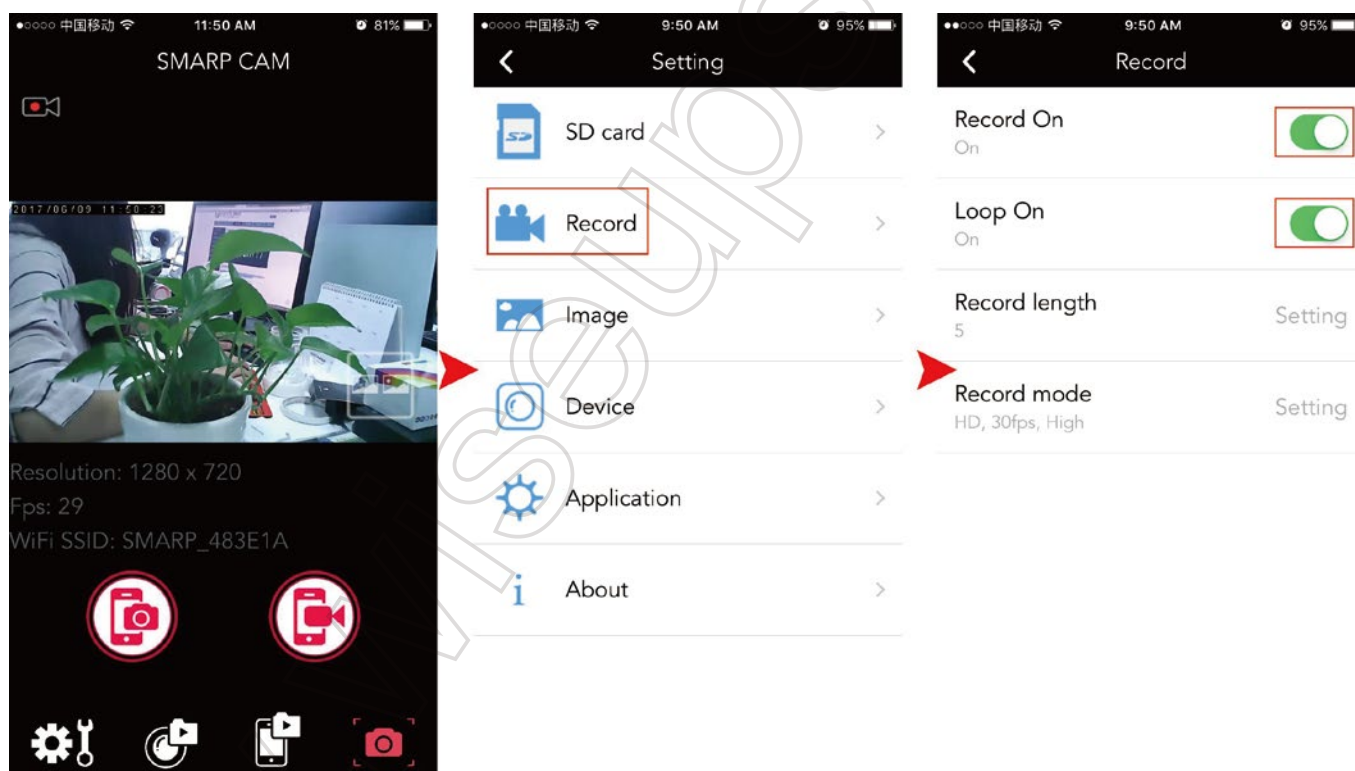 中国移动 11:50 AM 81%
SMARP CAM
2017/06/09 11:50:23
Resolution: 1280 x 720
Fps: 29
WiFi SSID: SMARP_483E1A
中国移动 9:50 AM 95%
Setting
SD card
Record
Image
Device
Application
About
中国移动 9:50 AM 95%
Record
Record On
On
Loop On
On
Record length
5
Setting
Record mode
HD, 30fps, High
Setting
wiseup